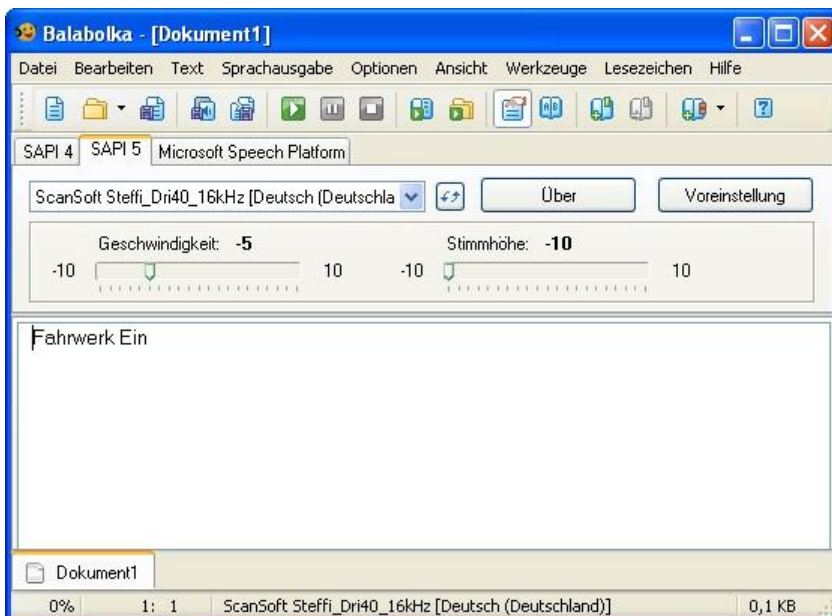 Balabolka - [Dokument1]
Datei Bearbeiten Text Sprachausgabe Optionen Ansicht Werkzeuge Lesezeichen Hilfe
SAPI 4 SAPI 5 Microsoft Speech Platform
ScanSoft Steffi_Dri40_16kHz [Deutsch (Deutschla Über Voreinstellung
Geschwindigkeit: -5 Stimmhöhe: -10
-10 10 -10 10
Fahrwerk Ein
Dokument1
0% 1: 1 ScanSoft Steffi_Dri40_16kHz [Deutsch (Deutschland)] 0,1 KB